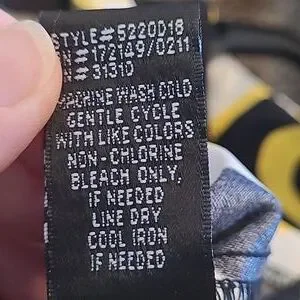 STYLE#5220D18
#172149/0211
N#31310
MACHINE WASH COLD
GENTLE CYCLE
WITH LIKE COLORS
NON-CHLORINE
BLEACH ONLY,
IF NEEDED
LINE DRY
COOL IRON
IF NEEDED